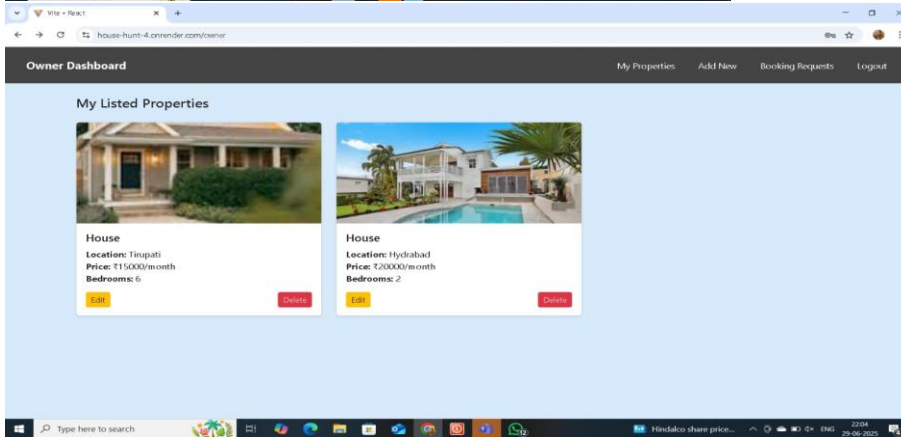 Vite + React
house-hunt-4.onrender.com/owner
Owner Dashboard
My Properties Add New Booking Requests Logout
My Listed Properties
House
Location: Tirupati
Price: ₹15000/month
Bedrooms: 6
Edit Delete
House
Location: Hydrabad
Price: ₹20000/month
Bedrooms: 2
Edit Delete
Type here to search
Hindalco share price...
ENG
22:04
29-06-2025